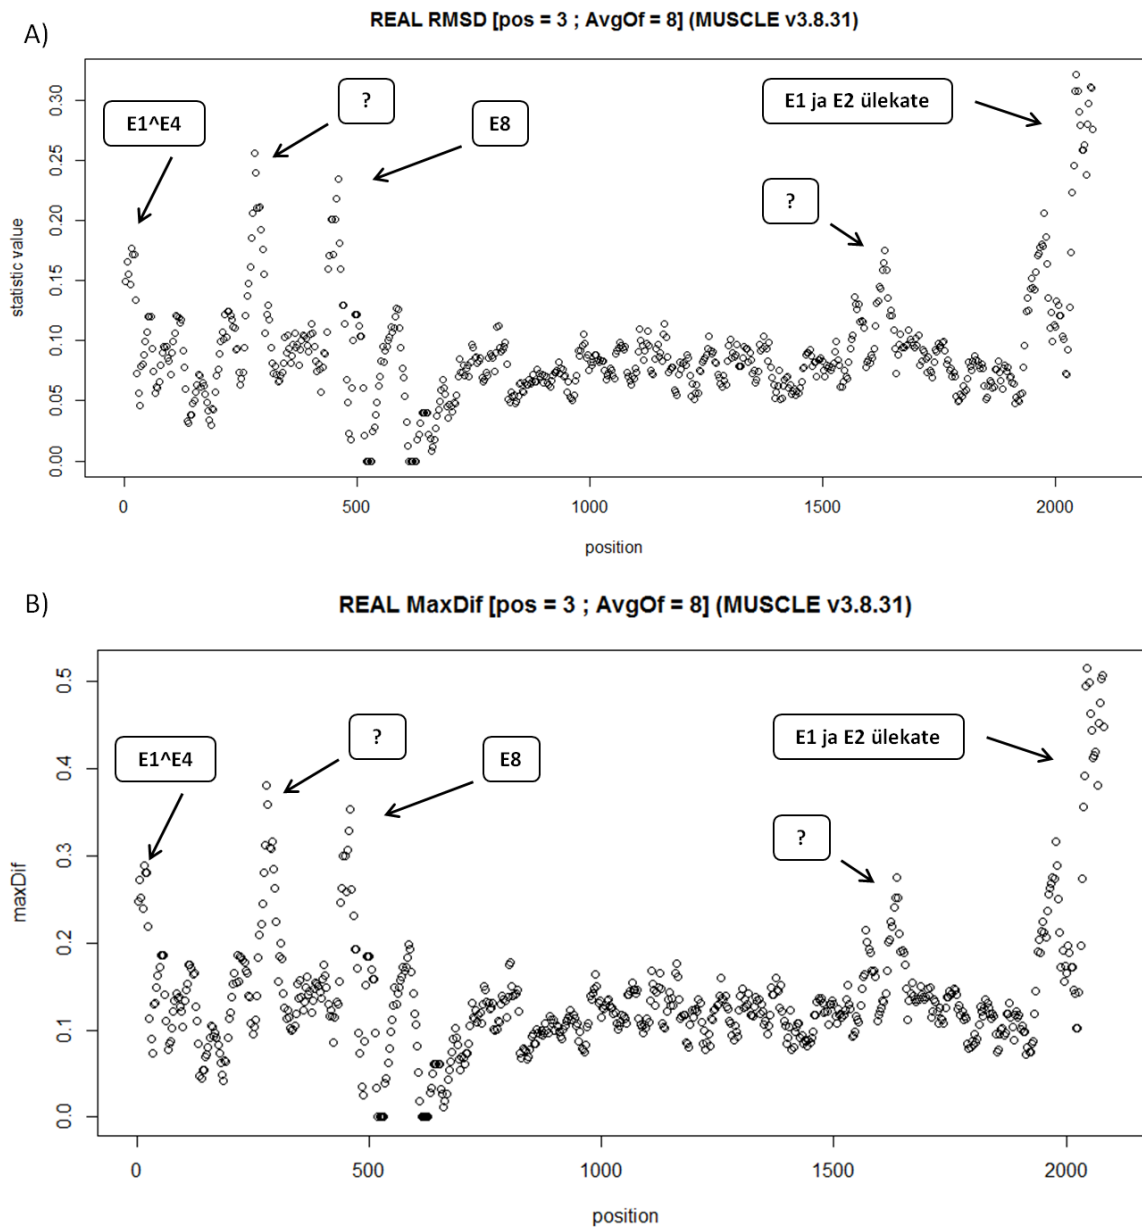 A)
REAL RMSD [pos = 3 ; AvgOf = 8] (MUSCLE v3.8.31)
E1^E4
?
E8
E1 ja E2 ülekate
?
statistic value
0.30
0.25
0.20
0.15
0.10
0.05
0.00
0 500 1000 1500 2000
position
B)
REAL MaxDif [pos = 3 ; AvgOf = 8] (MUSCLE v3.8.31)
E1^E4
?
E8
E1 ja E2 ülekate
?
maxDif
0.5
0.4
0.3
0.2
0.1
0.0
0 500 1000 1500 2000
position